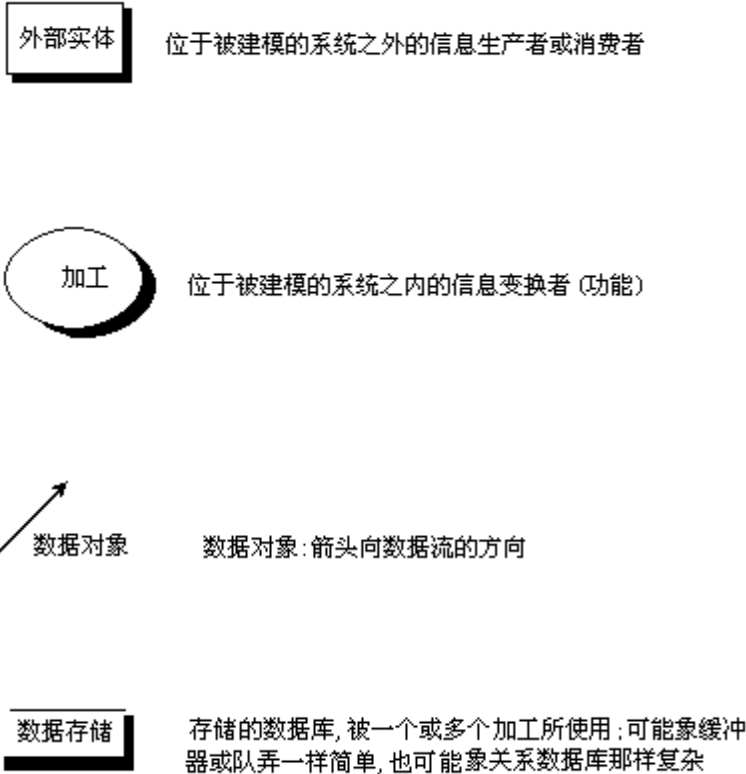 外部实体
位于被建模的系统之外的信息生产者或消费者
加工
位于被建模的系统之内的信息变换者(功能)
数据对象
数据对象:箭头向数据流的方向
数据存储
存储的数据库,被一个或多个加工所使用;可能象缓冲
器或队弄一样简单,也可能象关系数据库那样复杂